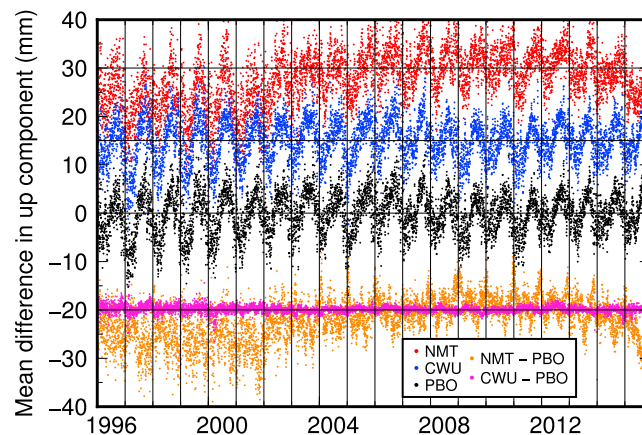 Mean difference in up component (mm)
40
30
20
10
0
−10
−20
−30
−40
NMT
CWU
PBO
NMT − PBO
CWU − PBO
1996
2000
2004
2008
2012